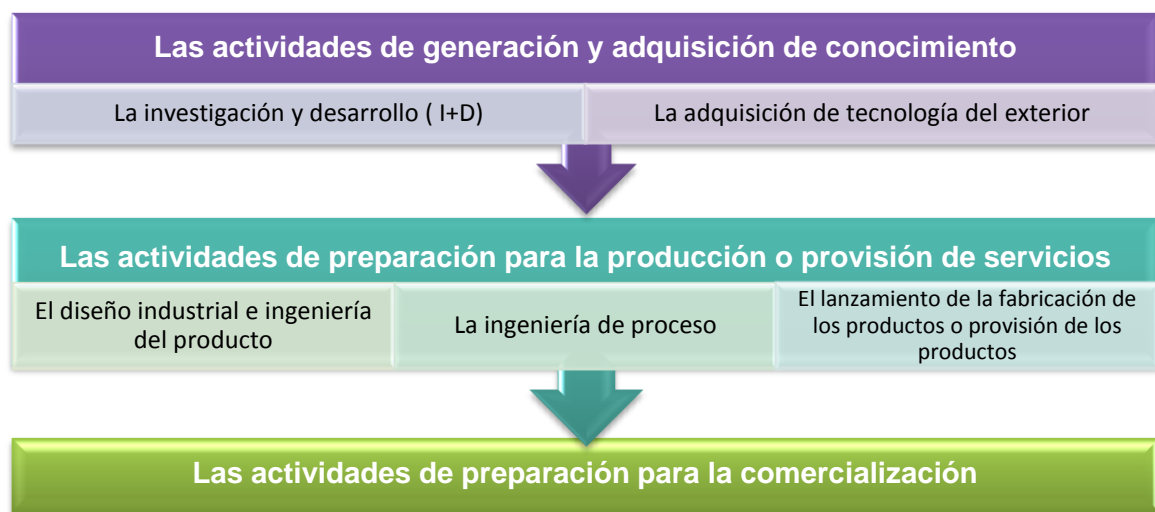 Las actividades de generación y adquisición de conocimiento
La investigación y desarrollo ( I+D)
La adquisición de tecnología del exterior
Las actividades de preparación para la producción o provisión de servicios
El diseño industrial e ingeniería
del producto
La ingeniería de proceso
El lanzamiento de la fabricación de
los productos o provisión de los
productos
Las actividades de preparación para la comercialización